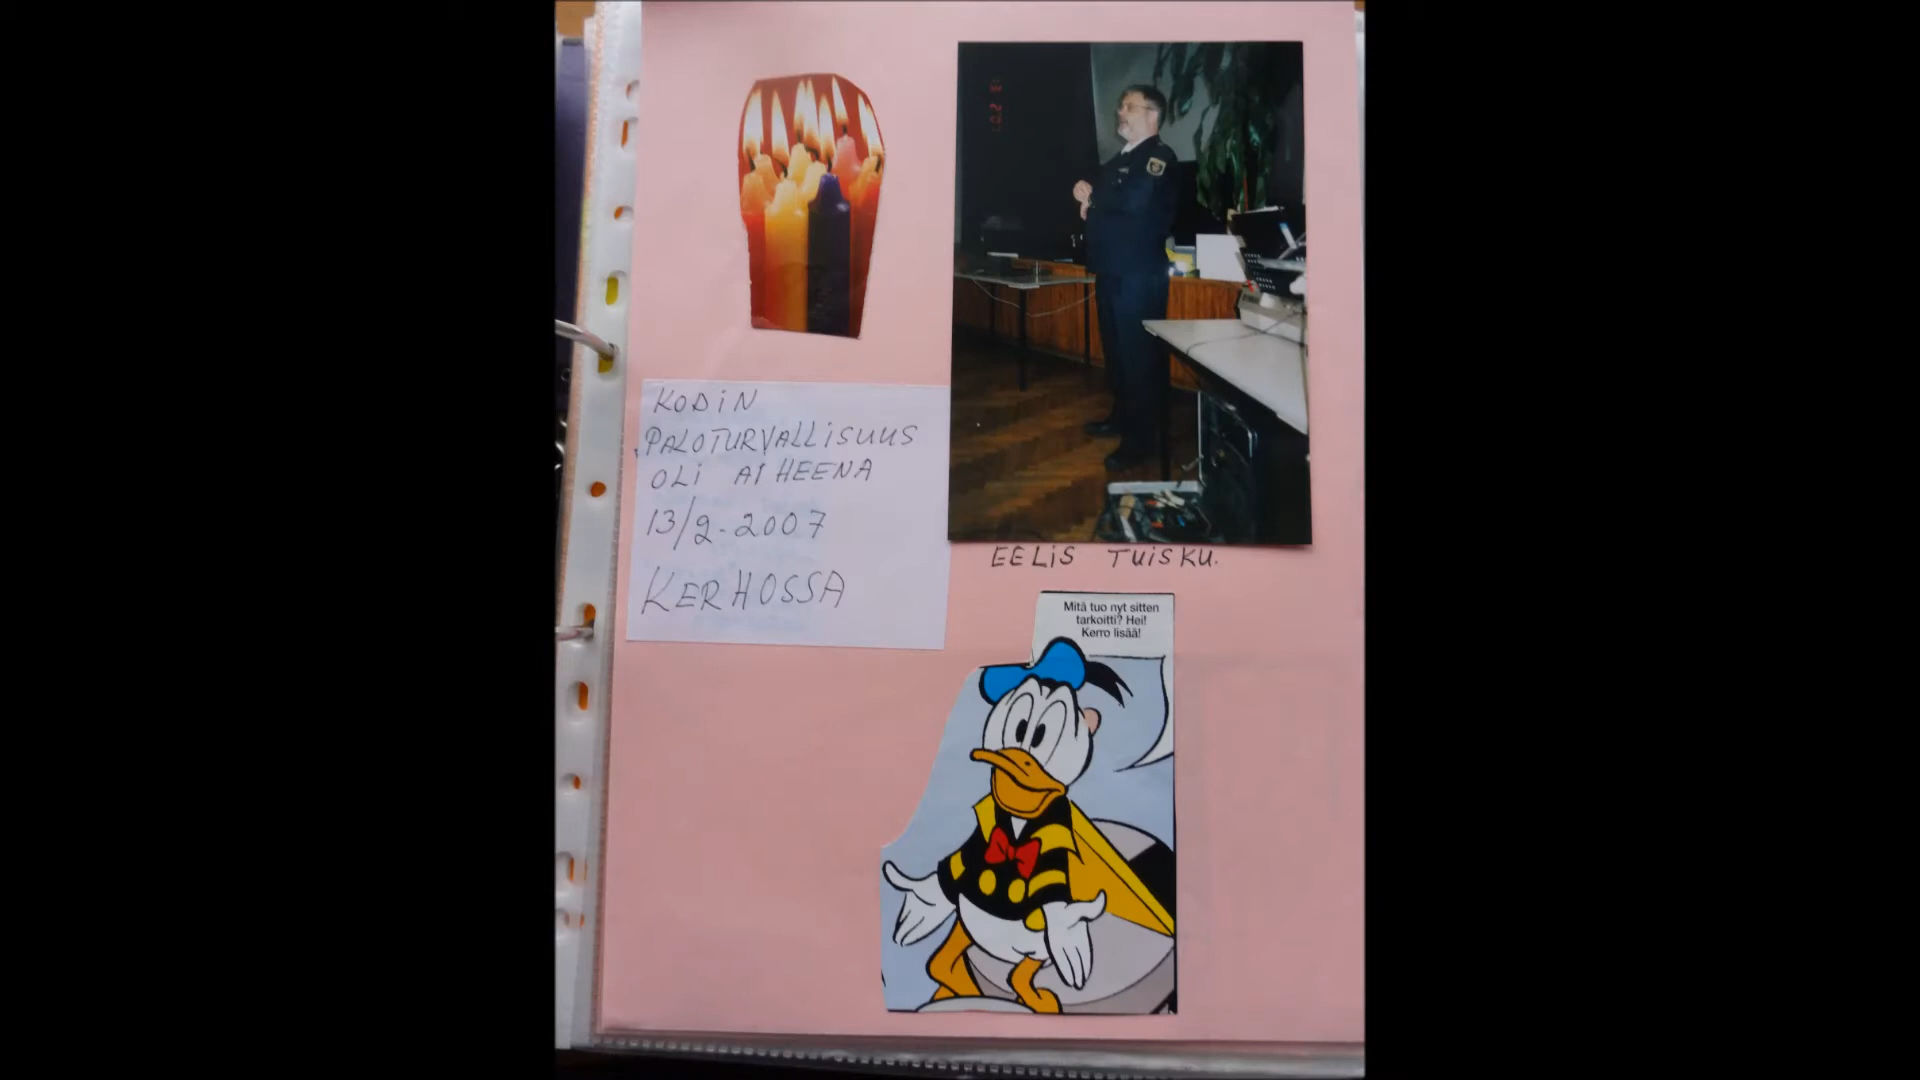 KODIN
PALOTURVALLISUUS
OLI AIHEENA
13/2-2007
KERHOSSA
EELIS TUISKU.
Mitä tuo nyt sitten
tarkoitti? Hei!
Kerro lisää!